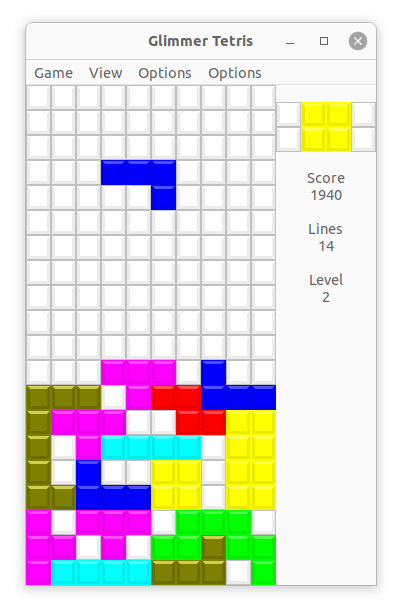 Glimmer Tetris
Game View Options Options
Score
1940
Lines
14
Level
2